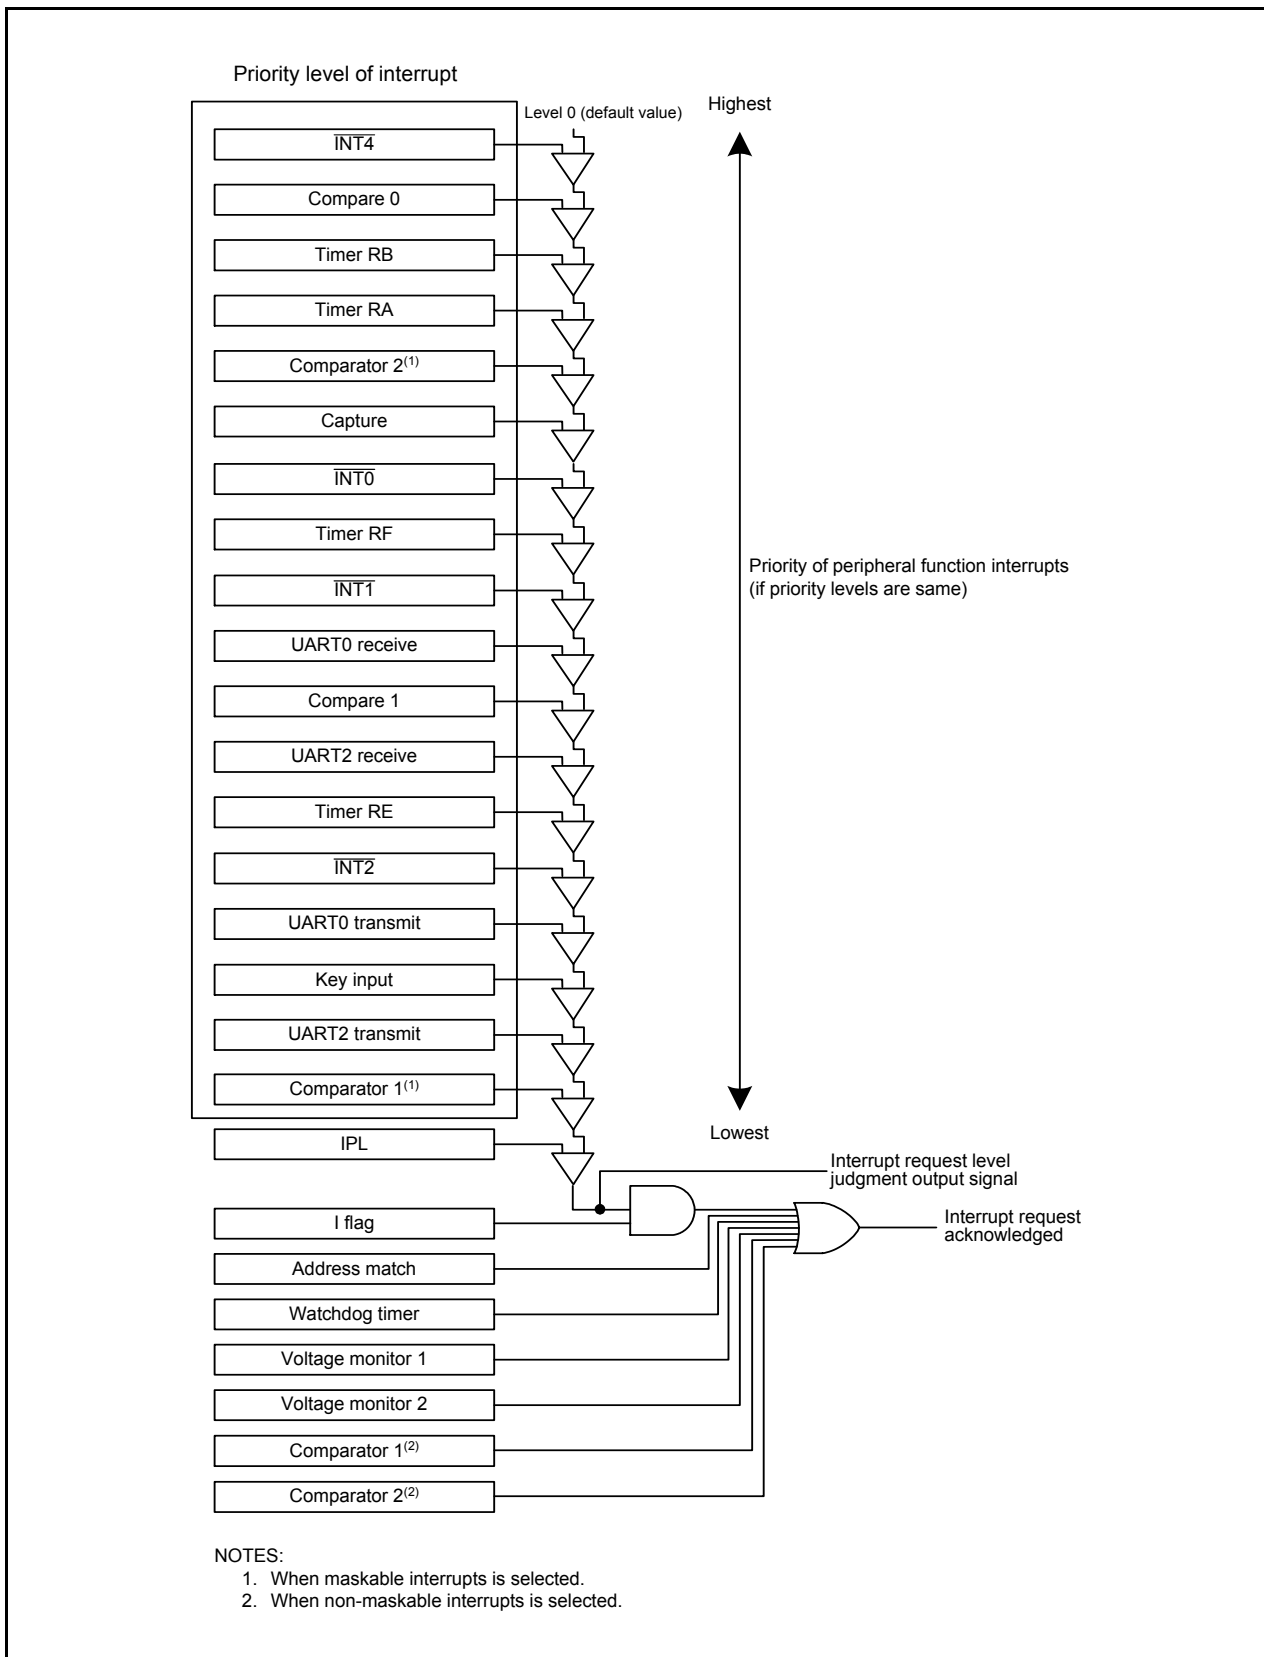 Priority level of interrupt
Level 0 (default value)
Highest
INT4
Compare 0
Timer RB
Timer RA
Comparator 2(1)
Capture
INT0
Timer RF
Priority of peripheral function interrupts
(if priority levels are same)
INT1
UART0 receive
Compare 1
UART2 receive
Timer RE
INT2
UART0 transmit
Key input
UART2 transmit
Comparator 1(1)
Lowest
IPL
Interrupt request level
judgment output signal
I flag
Interrupt request
acknowledged
Address match
Watchdog timer
Voltage monitor 1
Voltage monitor 2
Comparator 1(2)
Comparator 2(2)
NOTES:
1. When maskable interrupts is selected.
2. When non-maskable interrupts is selected.